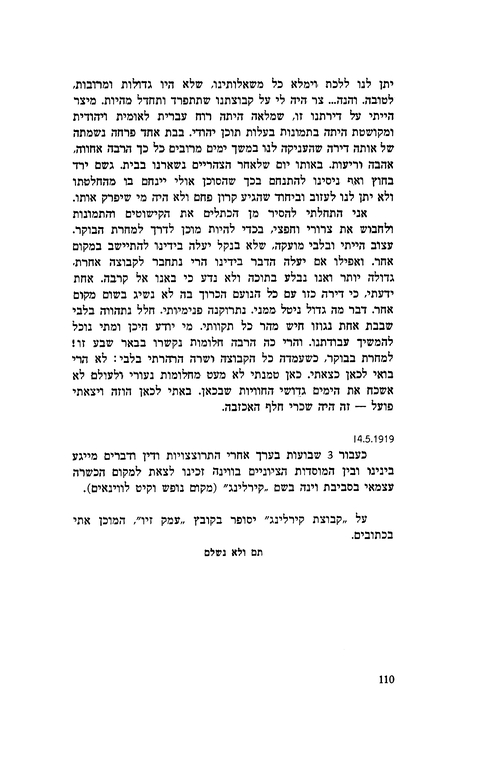 יתן לנו ללכת וימלא כל משאלותינו, שלא היו גדולות ומרובות,
לטובה. והנה... צר היה לי על קבוצתנו שתתפרד ותחדל מהיות. מיצר
הייתי על דירתנו זו, שמלאה היתה רוח עברית לאומית ויהודית
ומקושטת היתה בתמונות בעלות תוכן יהודי. בבת אחד פרחה נשמתה
של אותה דירה שהעניקה לנו במשך ימים מרובים כל כך הרבה אחווה,
אהבה וריעות. באותו יום שלאחר הצהריים נשארנו בבית. גשם ירד
בחוץ ואף ניסינו להתנחם בכך שהסוכן אולי יינחם בו מהחלטתו
ולא יתן לנו לעזוב וביחוד שהגיע קרון פחם ולא היה מי שיפרק אותו.
אני התחלתי להסיר מן הכתלים את הקישוטים והתמונות
ולחבוש את צרורי וחפצי, בכדי להיות מוכן לדרך למחרת הבוקר.
עצוב הייתי ובלבי מועקה, שלא בנקל יעלה בידינו להתיישב במקום
אחר. ואפילו אם יעלה הדבר בידינו הרי נתחבר לקבוצה אחרת,
גדולה יותר ואנו נבלע בתוכה ולא נדע כי באנו אל קרבה. אחת
ידעתי, כי דירה כזו עם כל הנועם הכרוך בה לא נשיג בשום מקום
אחר. דבר מה גדול ניטל ממני. נתרוקנה פנימיותי. חלל נתהווה בלבי
שבבת אחת נגוזו חיש מהר כל תקוותי. מי יודע היכן ומתי נוכל
להמשיך עבודתנו. והרי כה הרבה חלומות נקשרו בבאר שבע זו!
למחרת בבוקר, כשעמדה כל הקבוצה ושרה הרהרתי בלבי: לא הרי
בואי לכאן כצאתי. כאן טמנתי לא מעט מחלומות נעורי ולעולם לא
אשכח את הימים גדושי החוויות שבכאן. באתי לכאן הוזה ויצאתי
פועל — זה היה שכרי חלף האכזבה.
14.5.1919
כעבור 3 שבועות בערך אחרי התרוצצויות ודין ודברים מייגע
בינינו ובין המוסדות הציוניים בווינה זכינו לצאת למקום הכשרה
עצמאי בסביבת וינה בשם „קירלינג” (מקום נופש וקיט לווינאים).
על „קבוצת קירלינג” יסופר בקובץ „עמק זיו”, המוכן אתי
בכתובים.
תם ולא נשלם
110